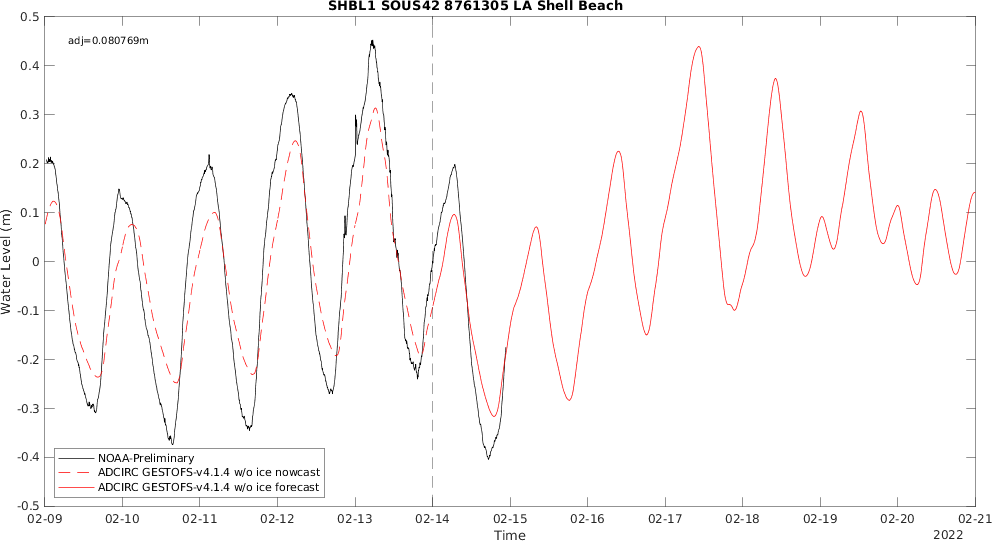 SHBL1 SOUS42 8761305 LA Shell Beach
adj=0.080769m
Water Level (m)
0.5
0.4
0.3
0.2
0.1
0
-0.1
-0.2
-0.3
-0.4
-0.5
NOAA-Preliminary
ADCIRC GESTOFS-v4.1.4 w/o ice nowcast
ADCIRC GESTOFS-v4.1.4 w/o ice forecast
02-09 02-10 02-11 02-12 02-13 02-14 02-15 02-16 02-17 02-18 02-19 02-20 02-21
Time
2022